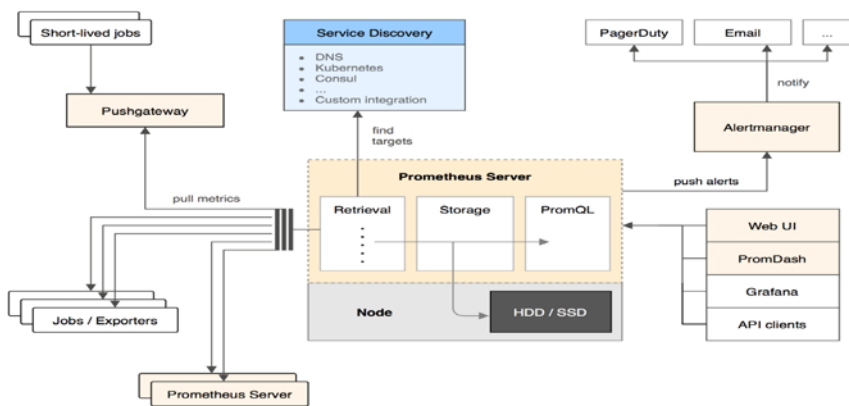 Short-lived jobs
Pushgateway
pull metrics
Jobs / Exporters
Prometheus Server
Service Discovery
DNS
Kubernetes
Consul
...
Custom integration
find
targets
Prometheus Server
Retrieval
Storage
PromQL
Node
HDD / SSD
PagerDuty
Email
...
notify
Alertmanager
push alerts
Web UI
PromDash
Grafana
API clients